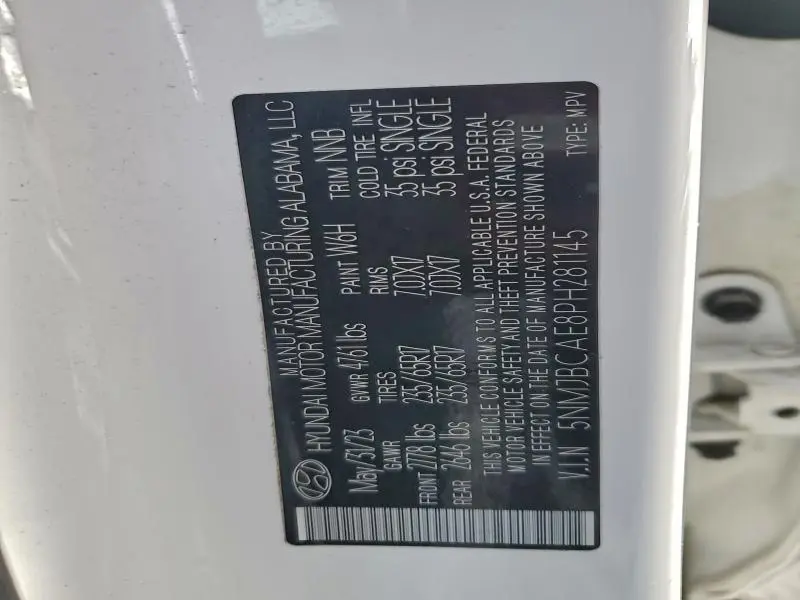 MANUFACTURED BY
HYUNDAI MOTOR MANUFACTURING ALABAMA, LLC
May/31/23 GVWR 4761 lbs PAINT W6H TRIM NNB
GAWR TIRES RIMS COLD TIRE INFL
FRONT 2778 lbs 235/65R17 7.0JX17 35 psi SINGLE
REAR 2646 lbs 235/65R17 7.0JX17 35 psi SINGLE
THIS VEHICLE CONFORMS TO ALL APPLICABLE U.S.A. FEDERAL
MOTOR VEHICLE SAFETY AND THEFT PREVENTION STANDARDS
IN EFFECT ON THE DATE OF MANUFACTURE SHOWN ABOVE
V.I.N 5NMJBCAE8PH281145 TYPE: MPV